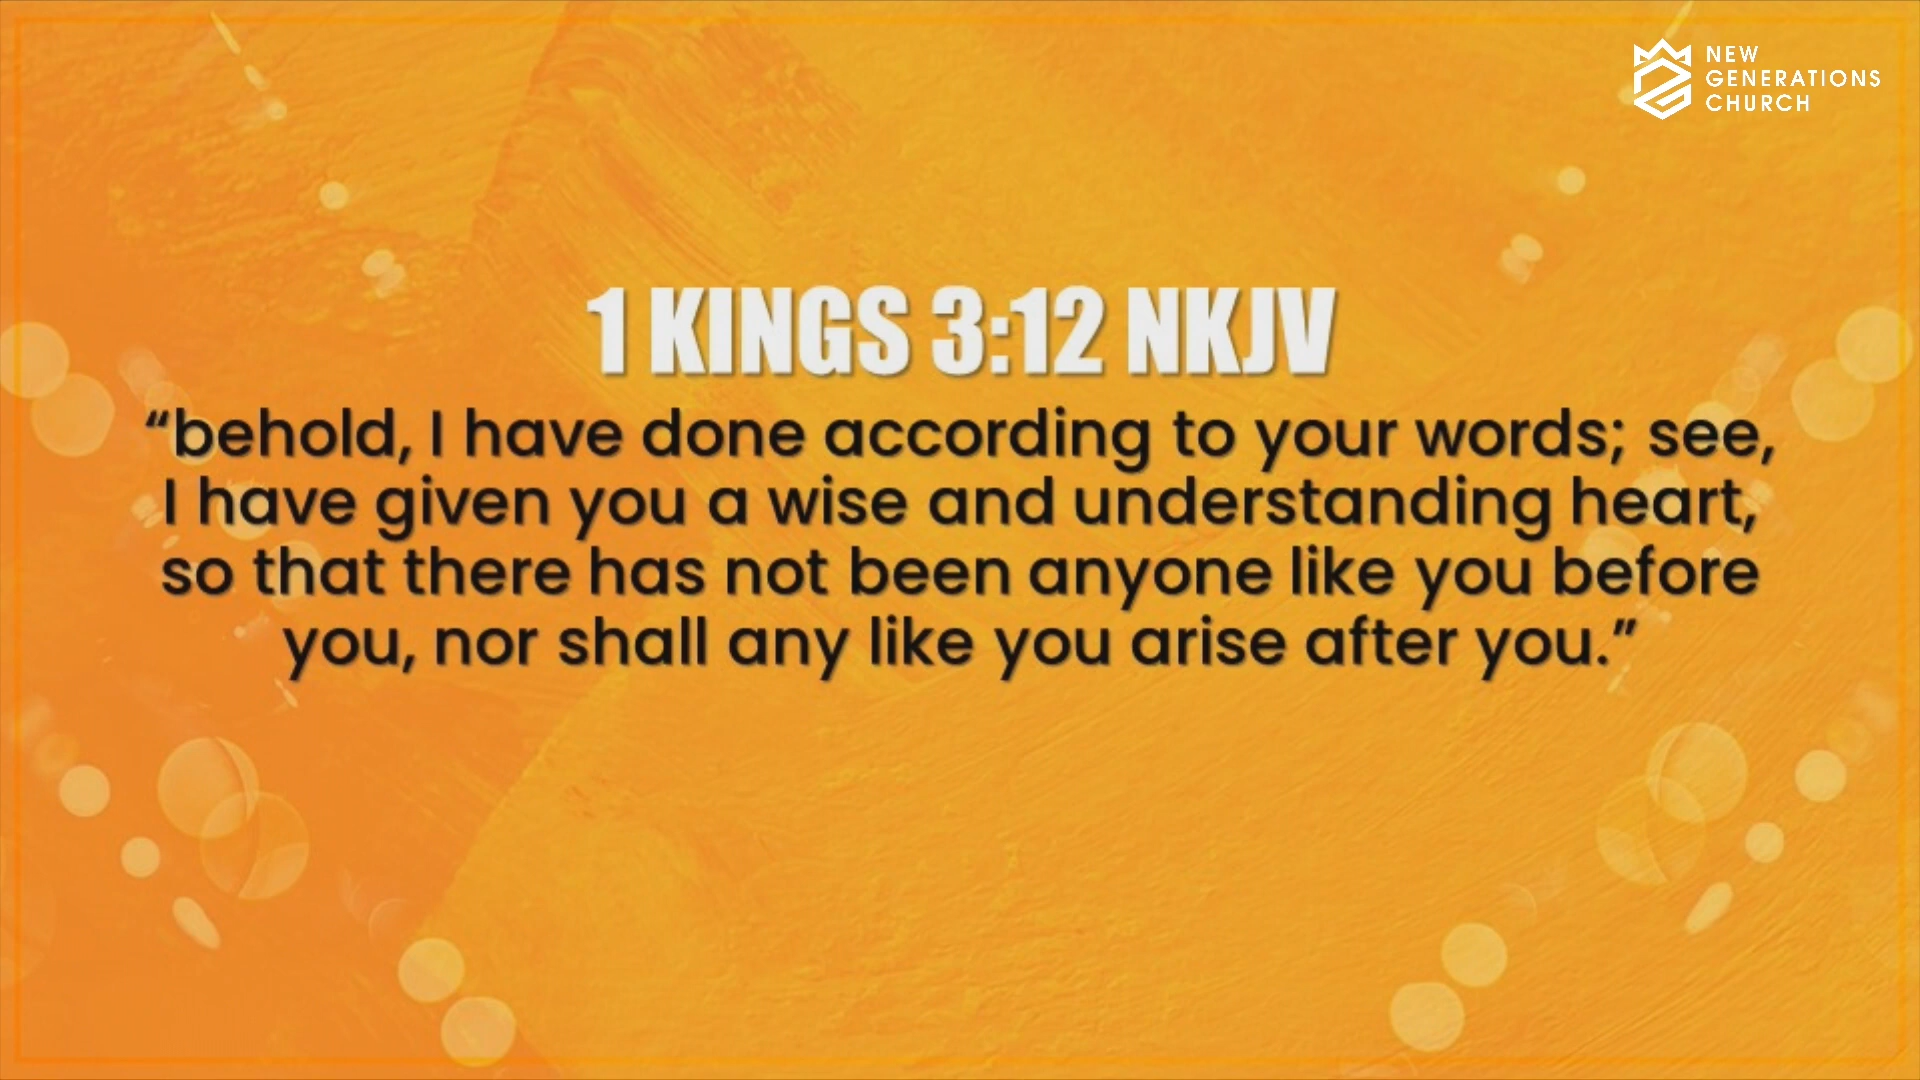 NEW
GENERATIONS
CHURCH
1 KINGS 3:12 NKJV
“behold, I have done according to your words; see,
I have given you a wise and understanding heart,
so that there has not been anyone like you before
you, nor shall any like you arise after you.”